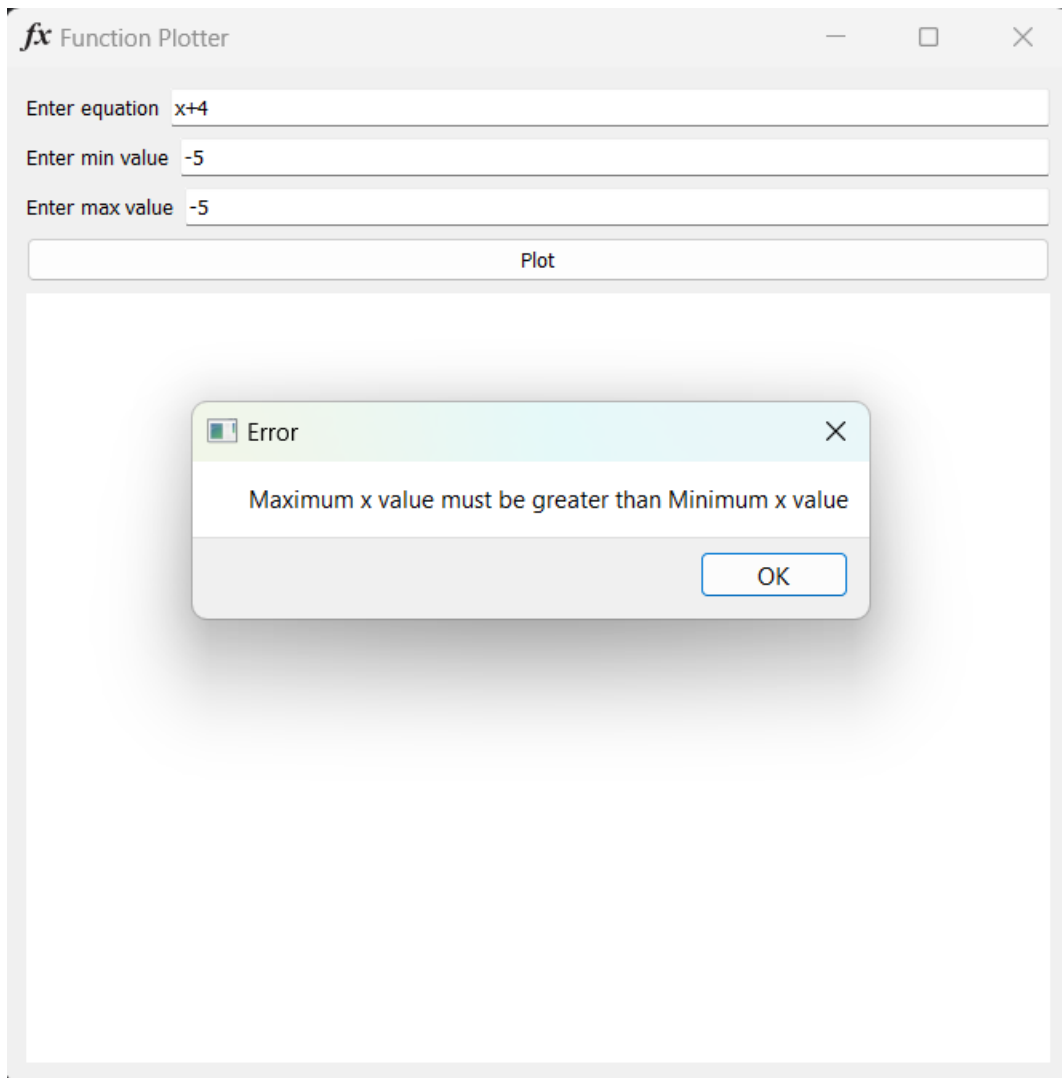 fx Function Plotter
Enter equation x+4
Enter min value -5
Enter max value -5
Plot
Error
Maximum x value must be greater than Minimum x value
OK